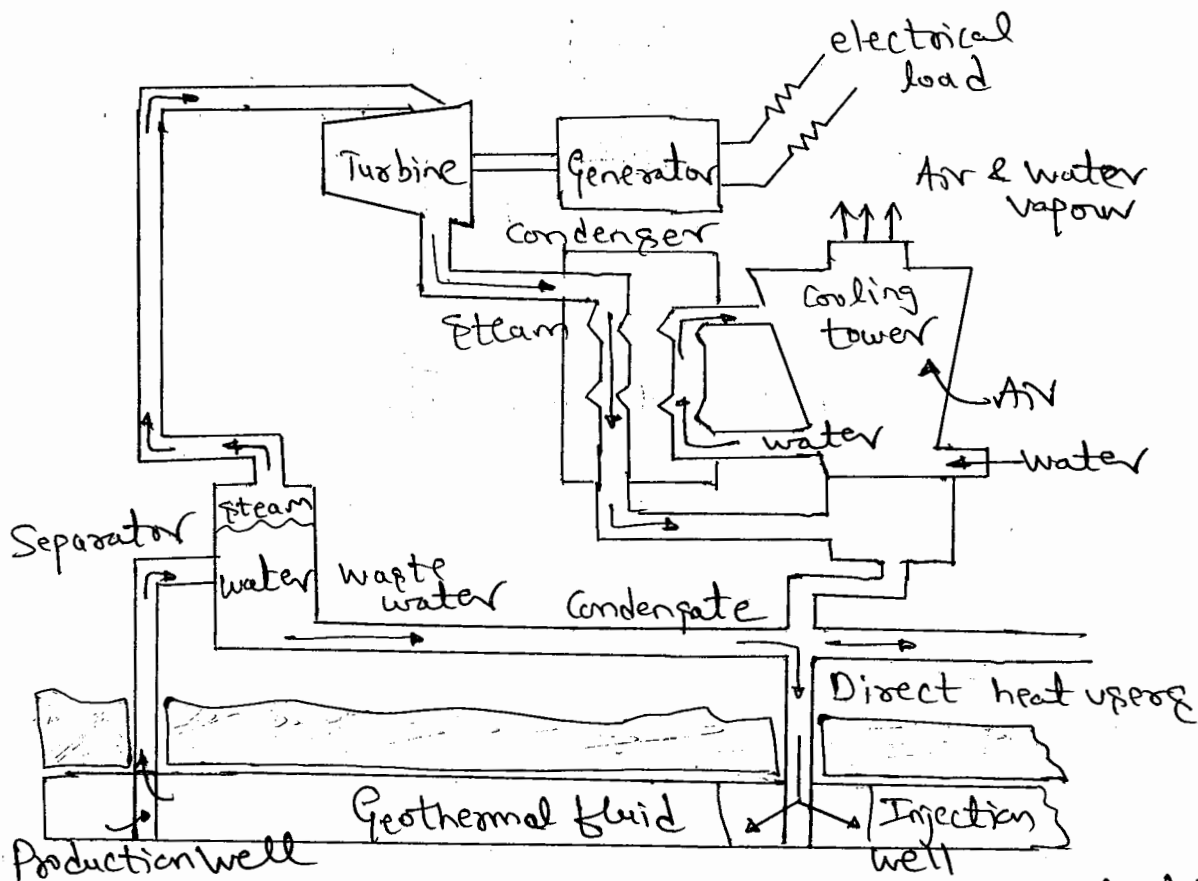 electrical
load
Turbine
Generator
Air & water
vapour
Condenser
Cooling
tower
Steam
Air
water
water
Steam
Separator
water
waste
water
Condensate
Direct heat users
Geothermal fluid
Injection
well
Production well